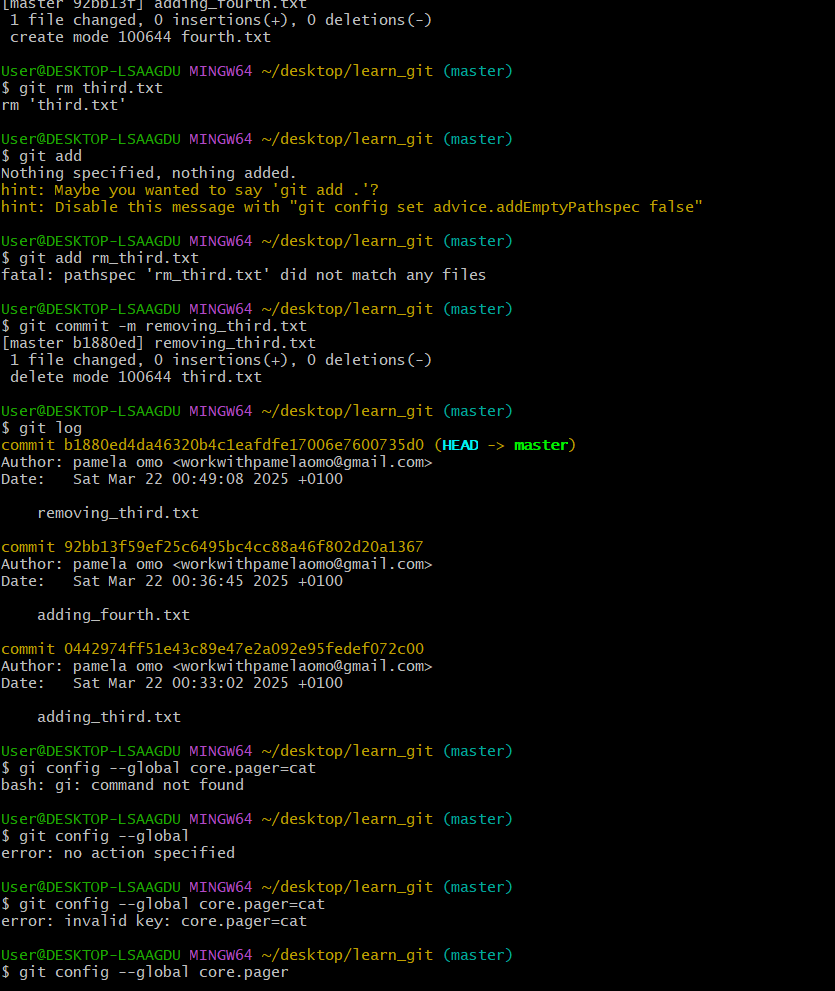 [master 92bb13f] adding_fourth.txt
 1 file changed, 0 insertions(+), 0 deletions(-)
 create mode 100644 fourth.txt

User@DESKTOP-LSAAGDU MINGW64 ~/desktop/learn_git (master)
$ git rm third.txt
rm 'third.txt'

User@DESKTOP-LSAAGDU MINGW64 ~/desktop/learn_git (master)
$ git add
Nothing specified, nothing added.
hint: Maybe you wanted to say 'git add .'?
hint: Disable this message with "git config set advice.addEmptyPathspec false"

User@DESKTOP-LSAAGDU MINGW64 ~/desktop/learn_git (master)
$ git add rm_third.txt
fatal: pathspec 'rm_third.txt' did not match any files

User@DESKTOP-LSAAGDU MINGW64 ~/desktop/learn_git (master)
$ git commit -m removing_third.txt
[master b1880ed] removing_third.txt
 1 file changed, 0 insertions(+), 0 deletions(-)
 delete mode 100644 third.txt

User@DESKTOP-LSAAGDU MINGW64 ~/desktop/learn_git (master)
$ git log
commit b1880ed4da46320b4c1eafdfe17006e7600735d0 (HEAD -> master)
Author: pamela omo <workwithpamelaomo@gmail.com>
Date:   Sat Mar 22 00:49:08 2025 +0100

    removing_third.txt

commit 92bb13f59ef25c6495bc4cc88a46f802d20a1367
Author: pamela omo <workwithpamelaomo@gmail.com>
Date:   Sat Mar 22 00:36:45 2025 +0100

    adding_fourth.txt

commit 0442974ff51e43c89e47e2a092e95fedef072c00
Author: pamela omo <workwithpamelaomo@gmail.com>
Date:   Sat Mar 22 00:33:02 2025 +0100

    adding_third.txt

User@DESKTOP-LSAAGDU MINGW64 ~/desktop/learn_git (master)
$ gi config --global core.pager=cat
bash: gi: command not found

User@DESKTOP-LSAAGDU MINGW64 ~/desktop/learn_git (master)
$ git config --global
error: no action specified

User@DESKTOP-LSAAGDU MINGW64 ~/desktop/learn_git (master)
$ git config --global core.pager=cat
error: invalid key: core.pager=cat

User@DESKTOP-LSAAGDU MINGW64 ~/desktop/learn_git (master)
$ git config --global core.pager